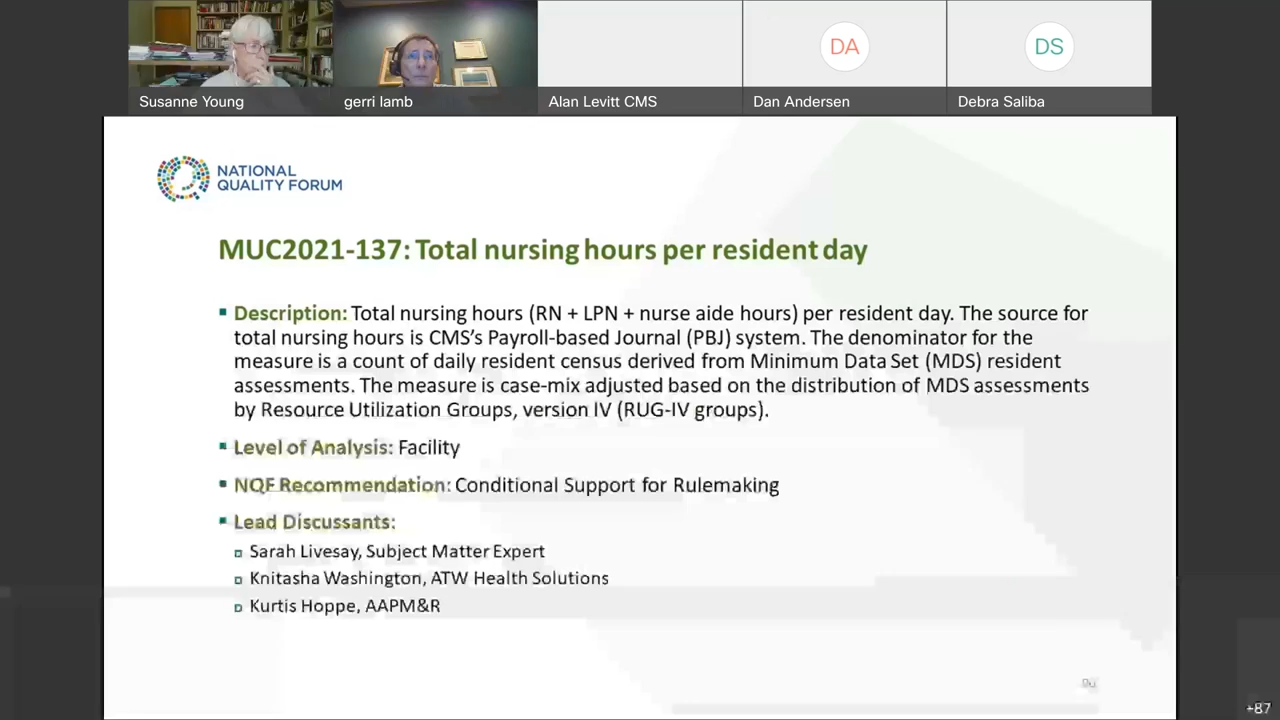 Susanne Young
gerri lamb
Alan Levitt CMS
DA
Dan Andersen
DS
Debra Saliba
NATIONAL
QUALITY FORUM
MUC2021-137: Total nursing hours per resident day
Description: Total nursing hours (RN + LPN + nurse aide hours) per resident day. The source for
total nursing hours is CMS’s Payroll-based Journal (PBJ) system. The denominator for the
measure is a count of daily resident census derived from Minimum Data Set (MDS) resident
assessments. The measure is case-mix adjusted based on the distribution of MDS assessments
by Resource Utilization Groups, version IV (RUG-IV groups).
Level of Analysis: Facility
NQF Recommendation: Conditional Support for Rulemaking
Lead Discussants:
Sarah Livesay, Subject Matter Expert
Knitasha Washington, ATW Health Solutions
Kurtis Hoppe, AAPM&R
+87